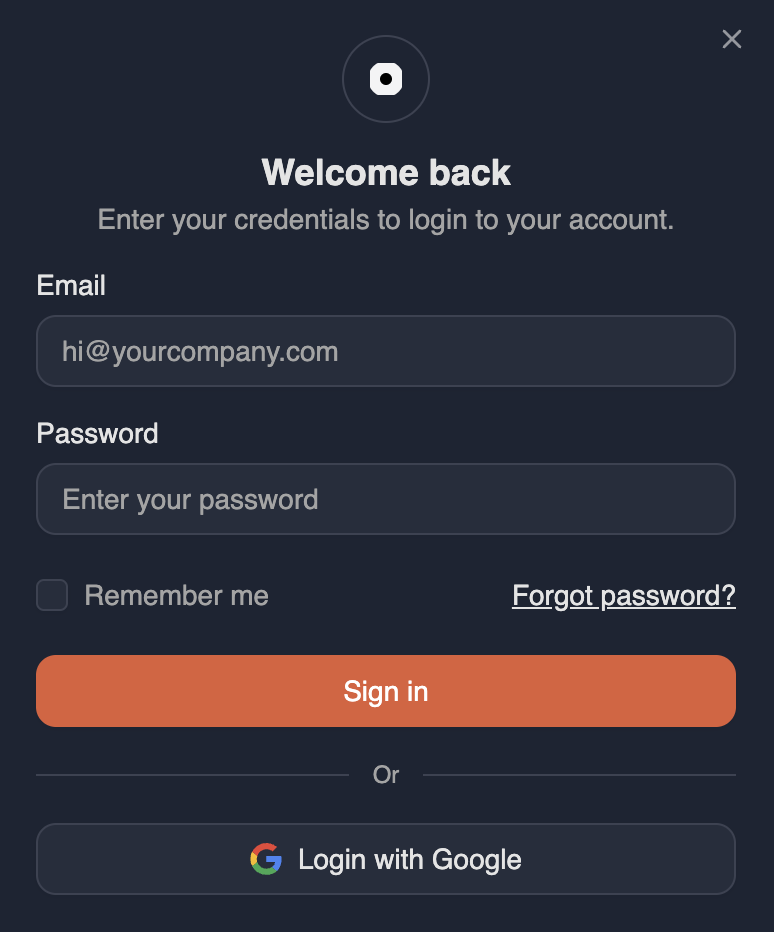 Welcome back
Enter your credentials to login to your account.
Email
hi@yourcompany.com
Password
Enter your password
Remember me
Forgot password?
Sign in
Or
Login with Google